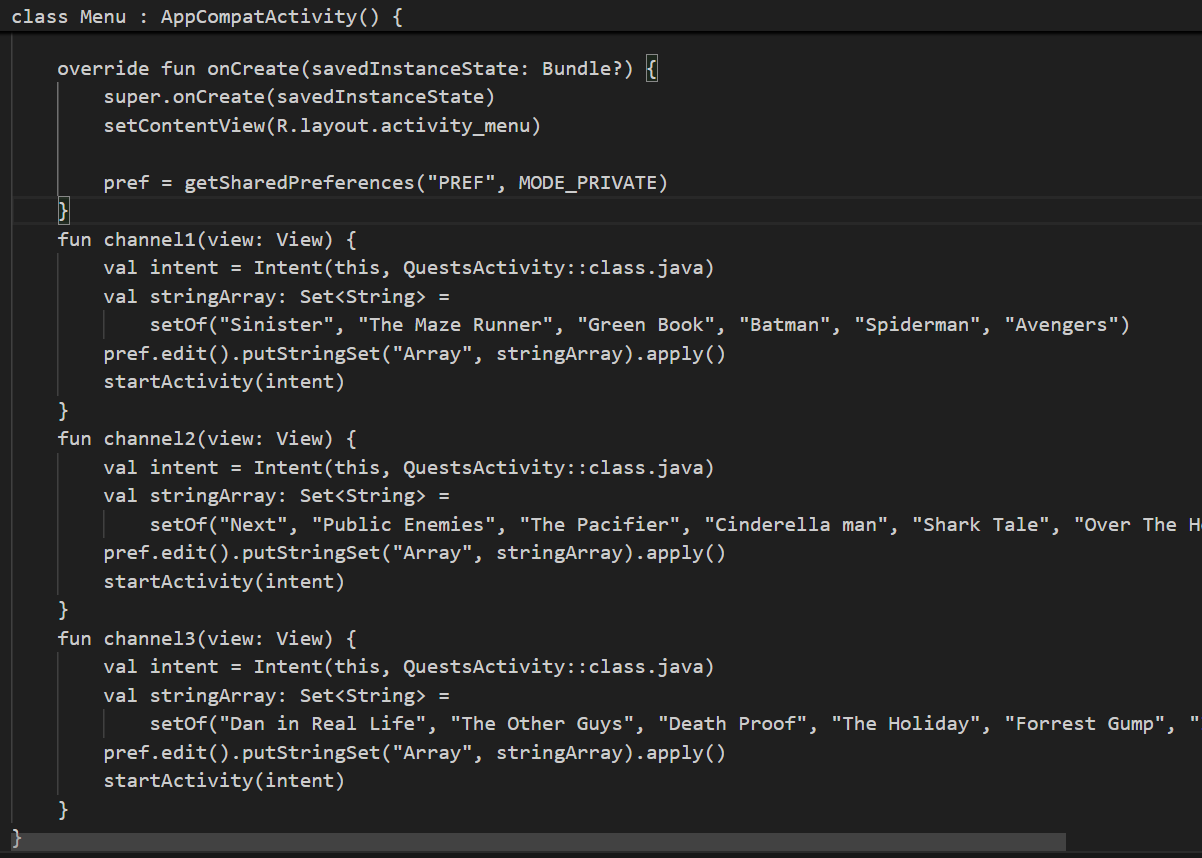 class Menu : AppCompatActivity() {
override fun onCreate(savedInstanceState: Bundle?) {
super.onCreate(savedInstanceState)
setContentView(R.layout.activity_menu)
pref = getSharedPreferences("PREF", MODE_PRIVATE)
}
fun channel1(view: View) {
val intent = Intent(this, QuestsActivity::class.java)
val stringArray: Set<String> =
setOf("Sinister", "The Maze Runner", "Green Book", "Batman", "Spiderman", "Avengers")
pref.edit().putStringSet("Array", stringArray).apply()
startActivity(intent)
}
fun channel2(view: View) {
val intent = Intent(this, QuestsActivity::class.java)
val stringArray: Set<String> =
setOf("Next", "Public Enemies", "The Pacifier", "Cinderella man", "Shark Tale", "Over The
pref.edit().putStringSet("Array", stringArray).apply()
startActivity(intent)
}
fun channel3(view: View) {
val intent = Intent(this, QuestsActivity::class.java)
val stringArray: Set<String> =
setOf("Dan in Real Life", "The Other Guys", "Death Proof", "The Holiday", "Forrest Gump", "
pref.edit().putStringSet("Array", stringArray).apply()
startActivity(intent)
}
}